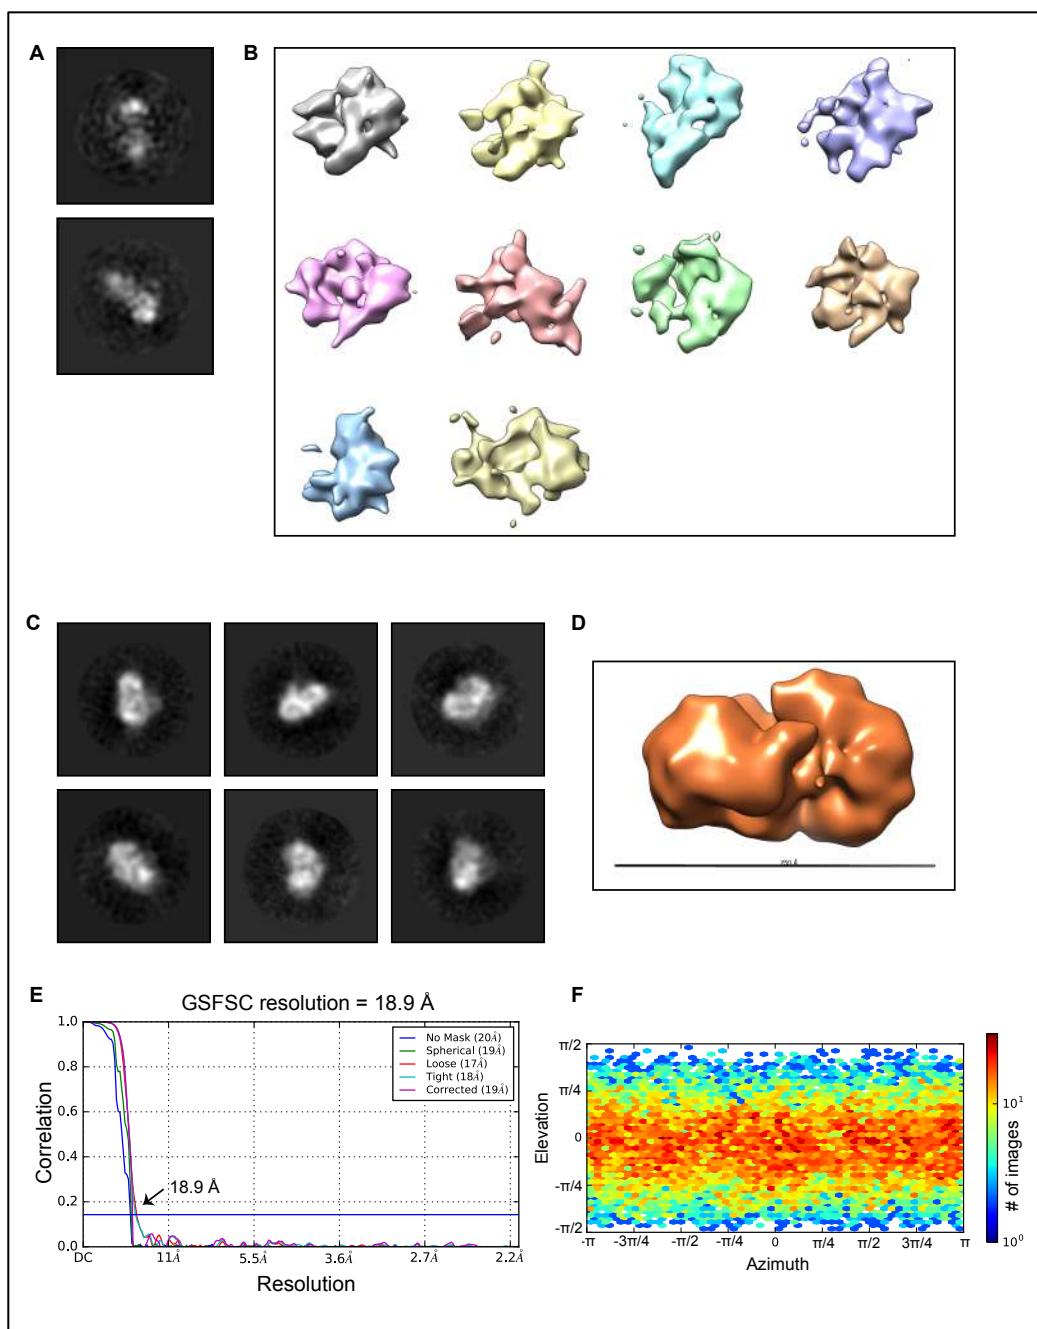 A
B
C
D
250 Å
E
GSFSC resolution = 18.9 Å
Correlation
1.0
0.8
0.6
0.4
0.2
0.0
No Mask (20Å)
Spherical (19Å)
Loose (17Å)
Tight (18Å)
Corrected (19Å)
18.9 Å
DC 11Å 5.5Å 3.6Å 2.7Å 2.2Å
Resolution
F
Elevation
π/2
π/4
0
-π/4
-π/2
-π -3π/4 -π/2 -π/4 0 π/4 π/2 3π/4 π
Azimuth
# of images
10¹
10⁰